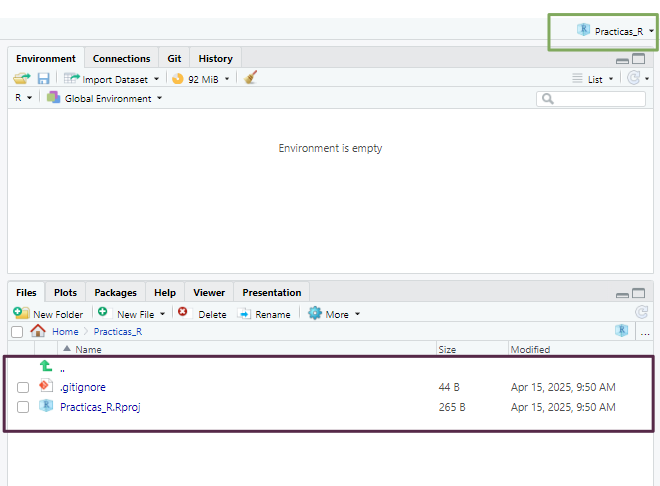 Practicas_R
Environment Connections Git History
Import Dataset 92 MiB List
R Global Environment
Environment is empty
Files Plots Packages Help Viewer Presentation
New Folder New File Delete Rename More
Home Practicas_R ...
Name Size Modified
..
.gitignore 44 B Apr 15, 2025, 9:50 AM
Practicas_R.Rproj 265 B Apr 15, 2025, 9:50 AM